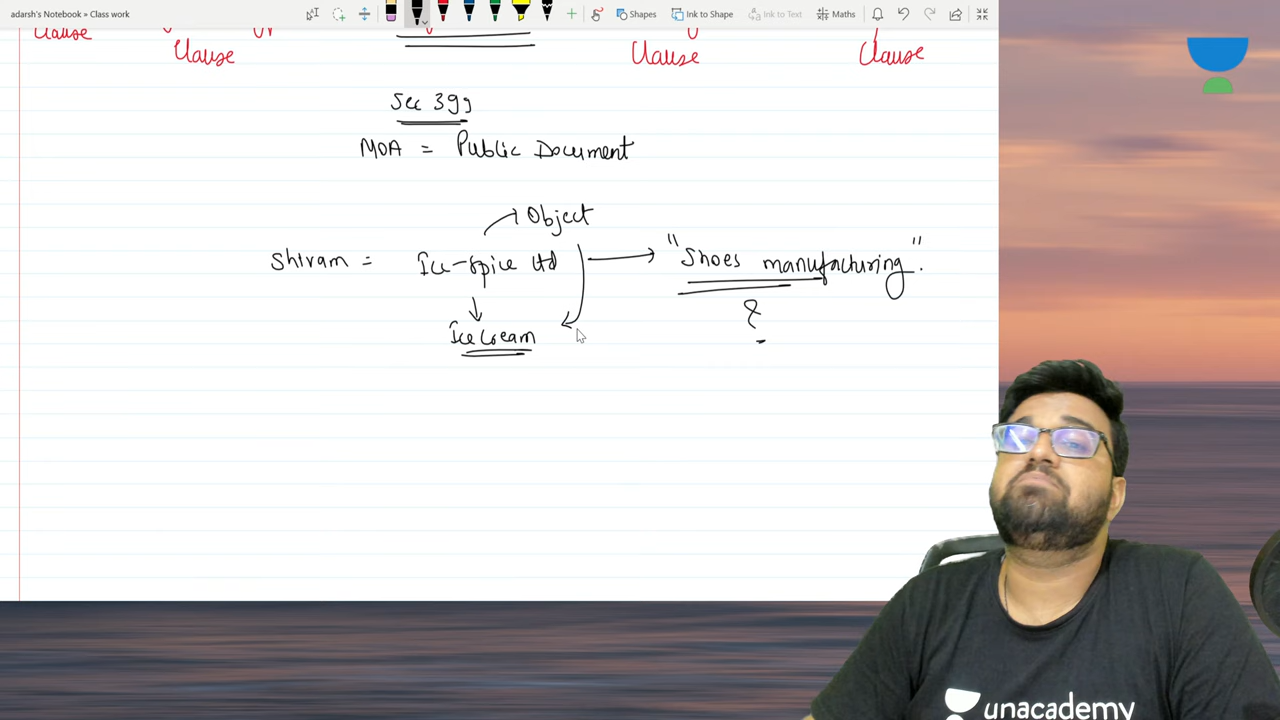 adarsh's Notebook » Class work
Shapes
Ink to Shape
Ink to Text
Maths
Clause
Clause
Clause
Clause
Sec 399
MOA = Public Document
Object
Shivam = Ice-spice Ltd
"Shoes manufacturing".
?
Ice Cream
unacademy